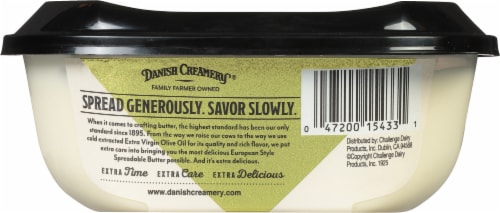 DANISH CREAMERY®
FAMILY FARMER OWNED
SPREAD GENEROUSLY. SAVOR SLOWLY.
When it comes to crafting butter, the highest standard has been our only
standard since 1895. From the way we raise our cows to the way we use
cold extracted Extra Virgin Olive Oil for its quality and rich flavor, we put
extra care into bringing you the most delicious European Style
Spreadable Butter possible. And it's extra delicious.
EXTRA Time EXTRA Care EXTRA Delicious
www.danishcreamery.com
0 47200 15433 1
Distributed by: Challenge Dairy
Products, Inc. Dublin, CA 94568
©Copyright Challenge Dairy
Products, Inc. 1925